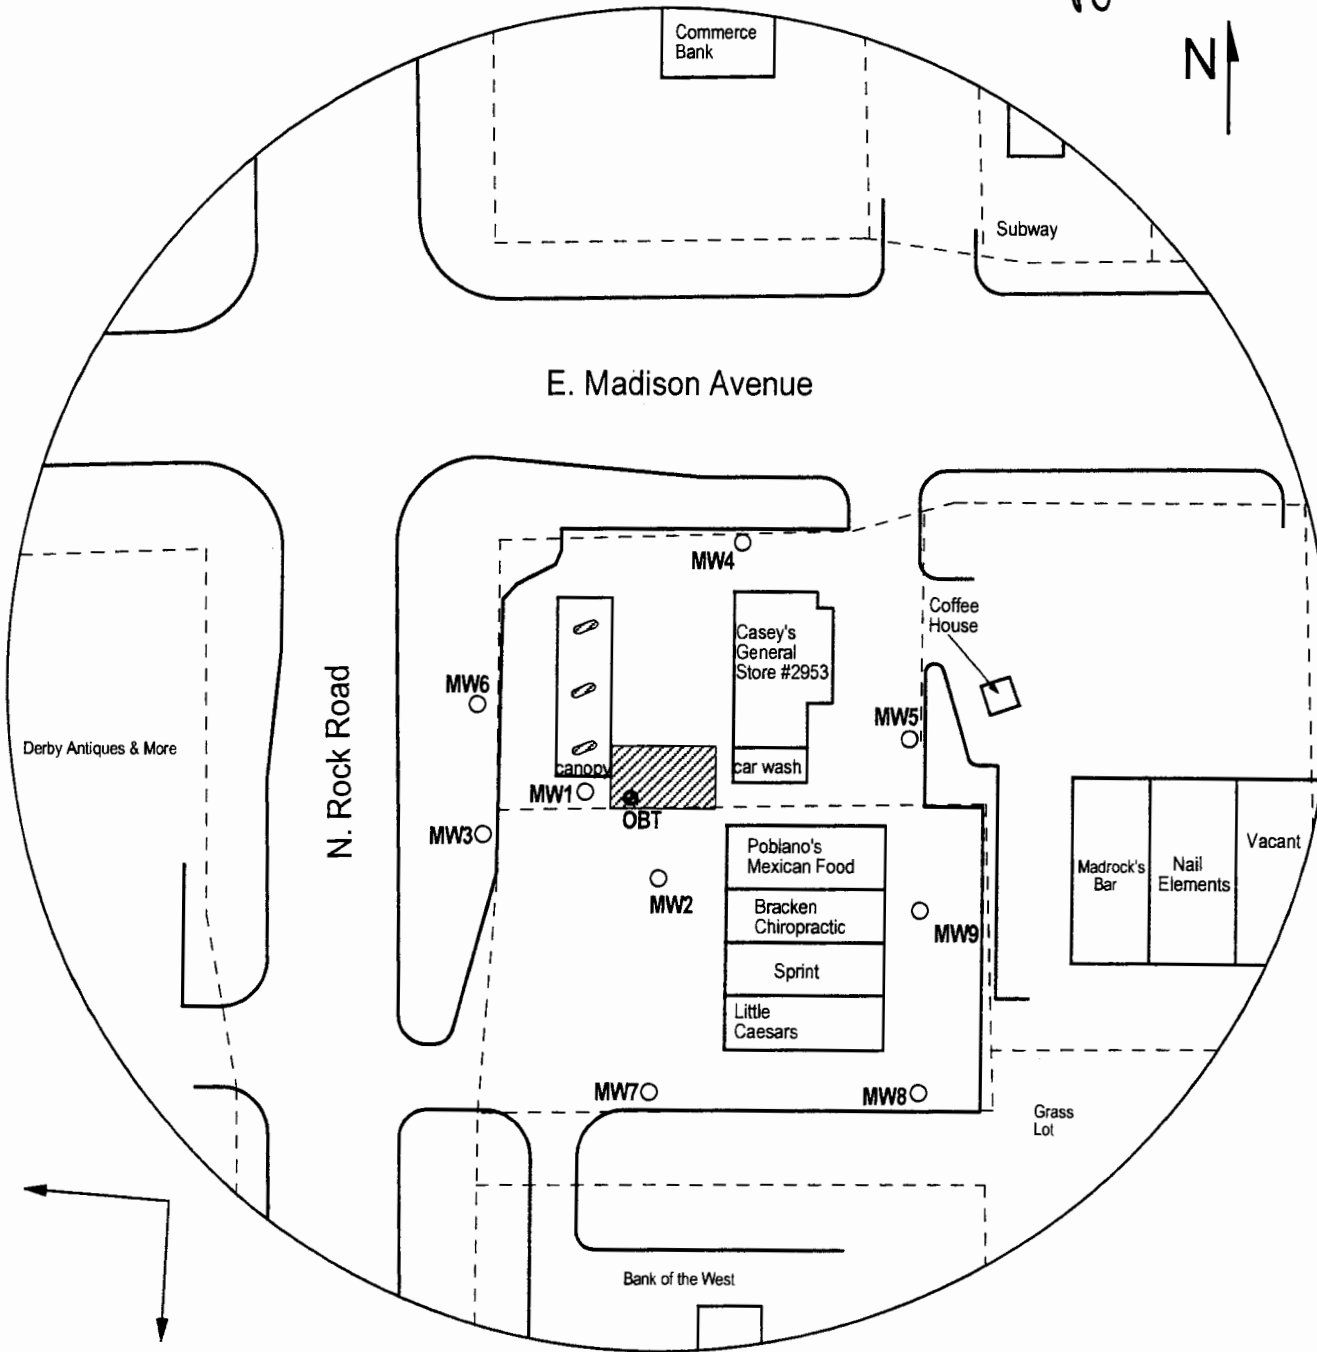 N
Commerce
Bank
Subway
E. Madison Avenue
MW4
Coffee
House
Casey's
General
Store #2953
MW6
MW5
N. Rock Road
Derby Antiques & More
canopy
car wash
MW1
OBT
MW3
Poblano's
Mexican Food
Vacant
Madrock's
Bar
Nail
Elements
MW2
Bracken
Chiropractic
MW9
Sprint
Little
Caesars
MW7
MW8
Grass
Lot
Bank of the West